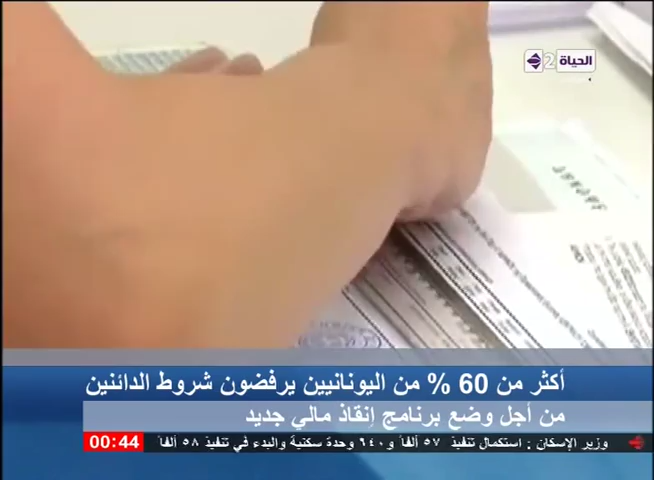 الحياة 2
أكثر من 60 % من اليونانيين يرفضون شروط الدائنين
من أجل وضع برنامج إنقاذ مالي جديد
وزير الإسكان : استكمال تنفيذ ٥٧ ألفاً و٦٤٠ وحدة سكنية والبدء في تنفيذ ٥٨ ألفاً
00:44